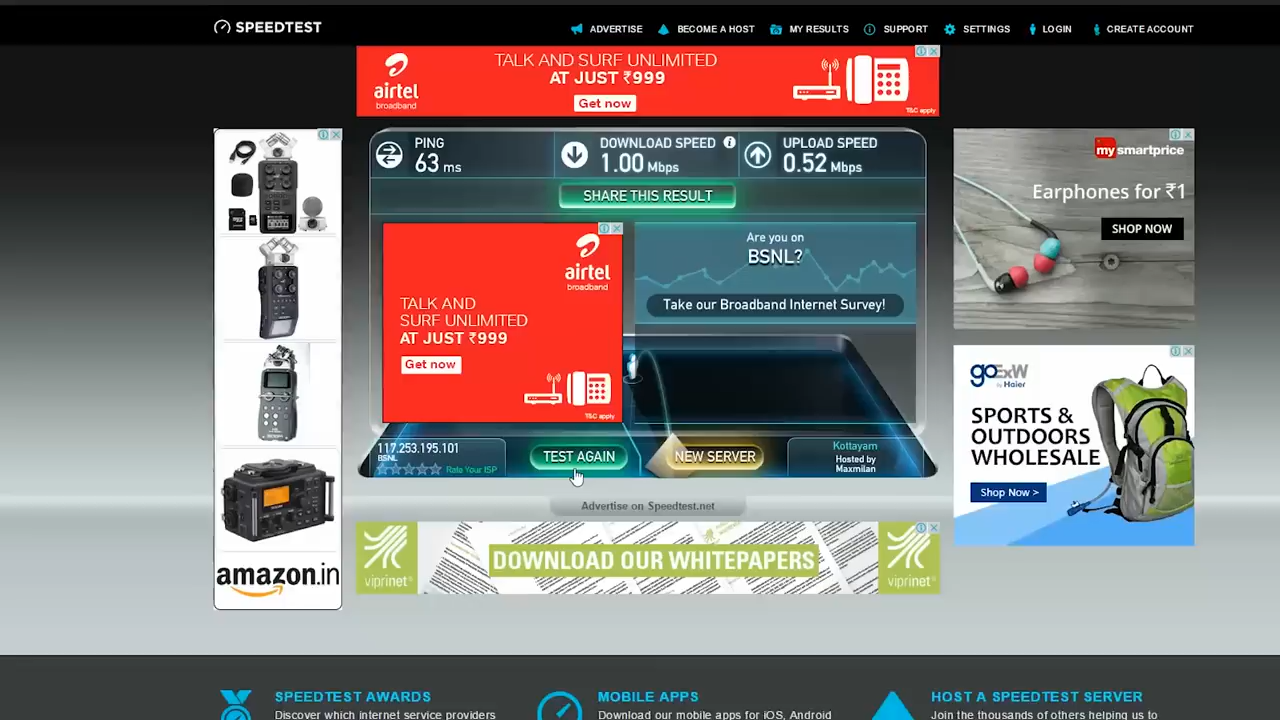 SPEEDTEST
ADVERTISE
BECOME A HOST
MY RESULTS
SUPPORT
SETTINGS
LOGIN
CREATE ACCOUNT
airtel
broadband
TALK AND SURF UNLIMITED
AT JUST ₹999
Get now
T&C apply
PING
63 ms
DOWNLOAD SPEED
1.00 Mbps
UPLOAD SPEED
0.52 Mbps
SHARE THIS RESULT
airtel
broadband
TALK AND
SURF UNLIMITED
AT JUST ₹999
Get now
T&C apply
Are you on
BSNL?
Take our Broadband Internet Survey!
117.253.195.101
BSNL
Rate Your ISP
TEST AGAIN
NEW SERVER
Kottayam
Hosted by
Maxmilan
Advertise on Speedtest.net
viprinet
DOWNLOAD OUR WHITEPAPERS
viprinet
amazon.in
my smartprice
Earphones for ₹1
SHOP NOW
goExW
by Haier
SPORTS &
OUTDOORS
WHOLESALE
Shop Now >
SPEEDTEST AWARDS
Discover which internet service providers
MOBILE APPS
Download our mobile apps for iOS, Android
HOST A SPEEDTEST SERVER
Join the thousands of others helping us to